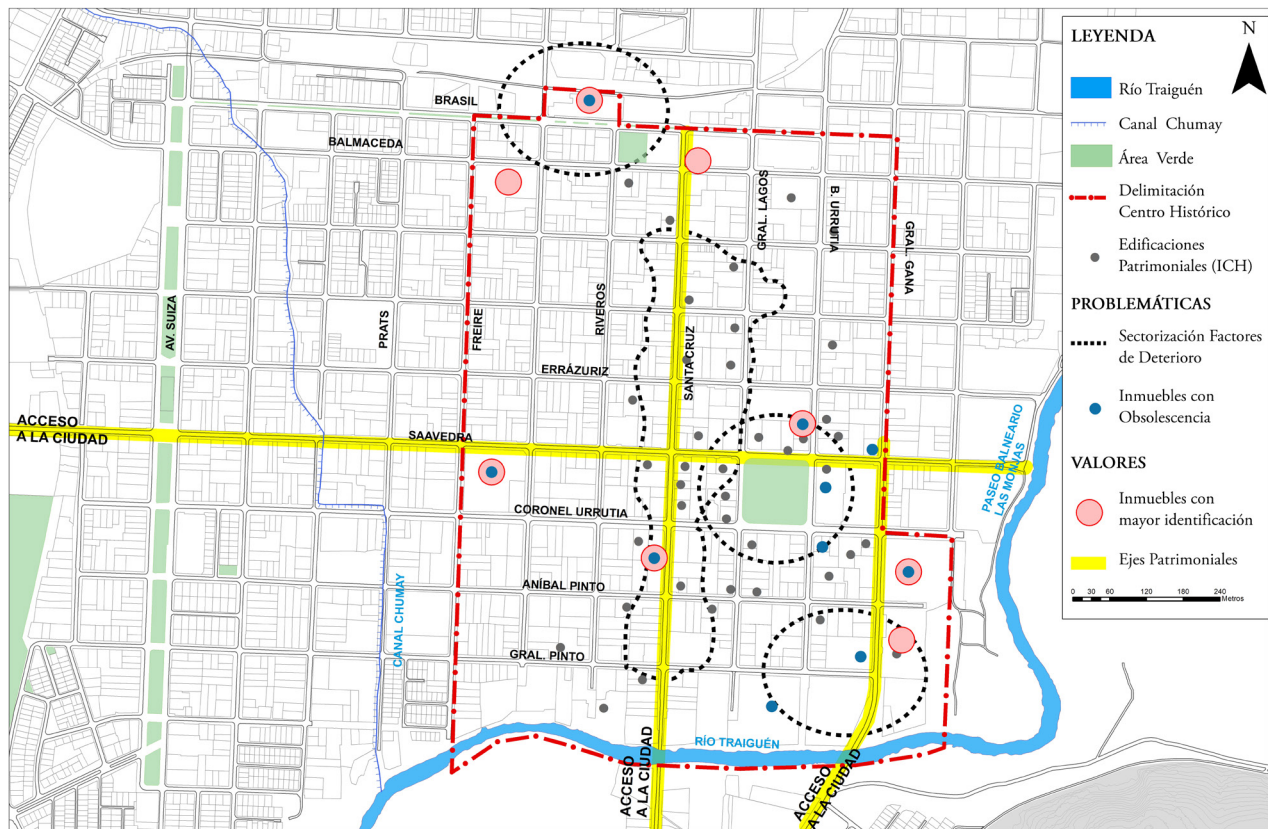 BRASIL
BALMACEDA
GRAL. LAGOS
B. URRUTIA
GRAL. GANA
AV. SUIZA
PRATS
FREIRE
RIVEROS
SANTA CRUZ
ERRÁZURIZ
ACCESO
A LA CIUDAD
SAAVEDRA
PASEO BALNEARIO
LAS MONJAS
CORONEL URRUTIA
ANÍBAL PINTO
CANAL CHUMAY
GRAL. PINTO
RÍO TRAIGUÉN
ACCESO
A LA CIUDAD
ACCESO
A LA CIUDAD
LEYENDA
N
Río Traiguén
Canal Chumay
Área Verde
Delimitación
Centro Histórico
Edificaciones
Patrimoniales (ICH)
PROBLEMÁTICAS
Sectorización Factores
de Deterioro
Inmuebles con
Obsolescencia
VALORES
Inmuebles con
mayor identificación
Ejes Patrimoniales
0 30 60 120 180 240
Metros